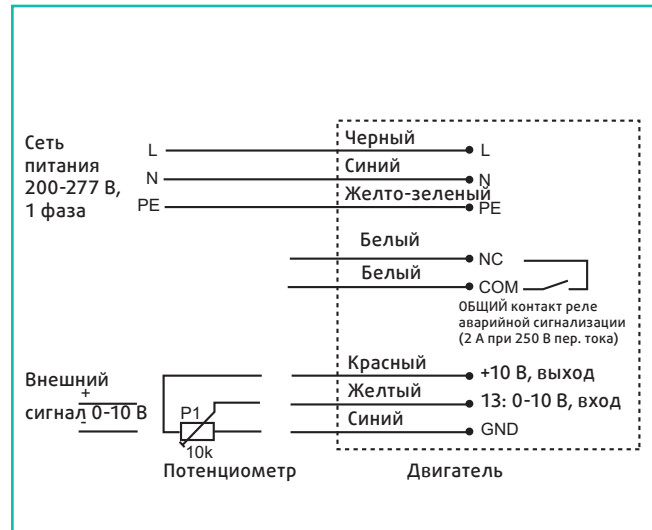 Сеть
питания
200-277 В,
1 фаза
L
N
PE
Черный
Синий
Желто-зеленый
L
N
PE
Белый
Белый
NC
COM
ОБЩИЙ контакт реле
аварийной сигнализации
(2 А при 250 В пер. тока)
Внешний
+
сигнал 0-10 В
-
P1
10k
Потенциометр
Красный
Желтый
Синий
+10 В, выход
13: 0-10 В, вход
GND
Двигатель